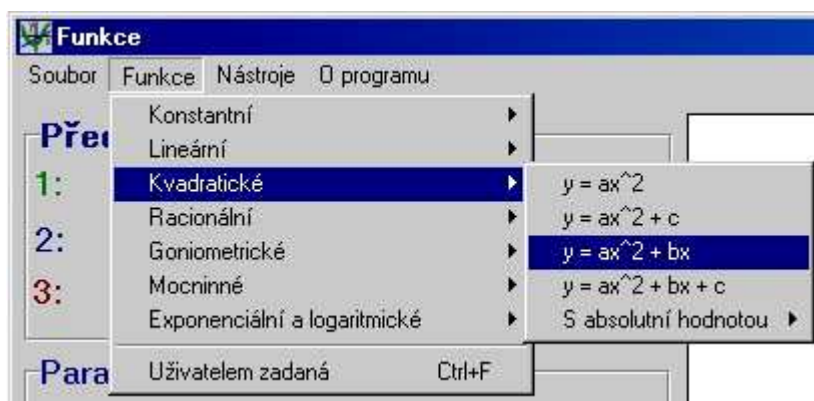 Funkce
Soubor Funkce Nástroje O programu
Konstantní
Lineární
Kvadratické
Racionální
Goniometrické
Mocninné
Exponenciální a logaritmické
Uživatelem zadaná Ctrl+F
y = ax^2
y = ax^2 + c
y = ax^2 + bx
y = ax^2 + bx + c
S absolutní hodnotou
1:
2:
3:
Para